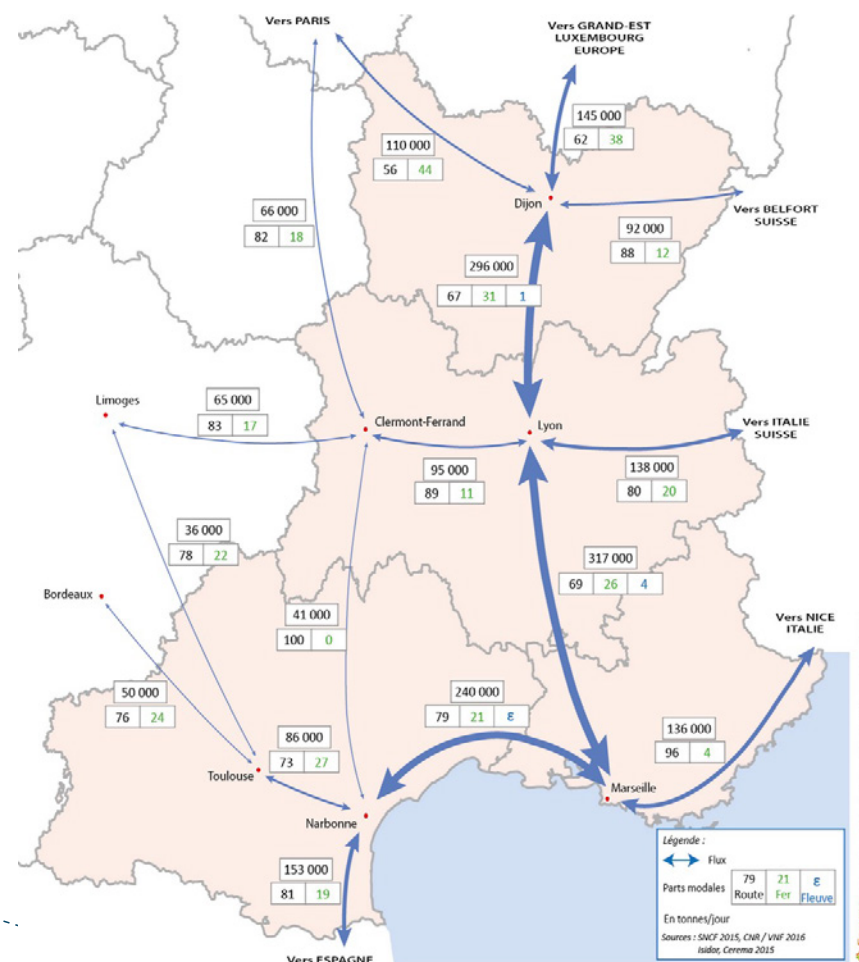 Vers PARIS
Vers GRAND-EST
LUXEMBOURG
EUROPE
145 000
62 38
110 000
56 44
Dijon
Vers BELFORT
SUISSE
66 000
82 18
92 000
88 12
296 000
67 31 1
Limoges
65 000
83 17
Clermont-Ferrand
Lyon
Vers ITALIE
SUISSE
95 000
89 11
138 000
80 20
36 000
78 22
317 000
69 26 4
Bordeaux
41 000
100 0
Vers NICE
ITALIE
50 000
76 24
240 000
79 21 ε
86 000
73 27
136 000
96 4
Toulouse
Marseille
Narbonne
153 000
81 19
Vers ESPAGNE
Légende :
Flux
Parts modales
79 21 ε
Route Fer Fleuve
En tonnes/jour
Sources : SNCF 2015, CNR / VNF 2016
Isidor, Cerema 2015